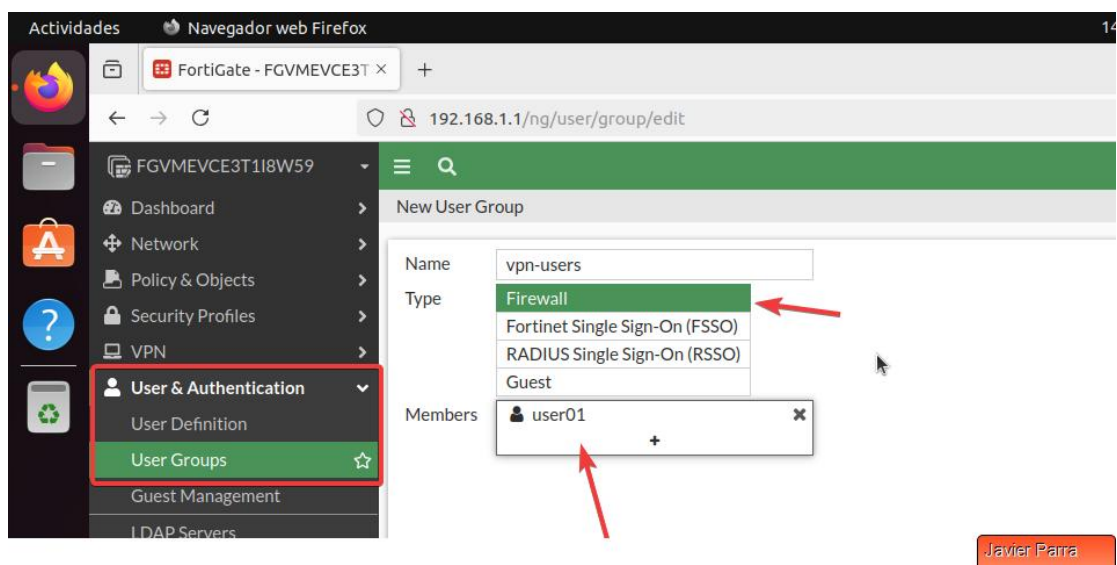 Actividades
Navegador web Firefox
14
FortiGate - FGVMEVCE3T
192.168.1.1/ng/user/group/edit
FGVMEVCE3T1I8W59
Dashboard
Network
Policy & Objects
Security Profiles
VPN
User & Authentication
User Definition
User Groups
Guest Management
LDAP Servers
New User Group
Name
vpn-users
Type
Firewall
Fortinet Single Sign-On (FSSO)
RADIUS Single Sign-On (RSSO)
Guest
Members
user01
+
Javier Parra